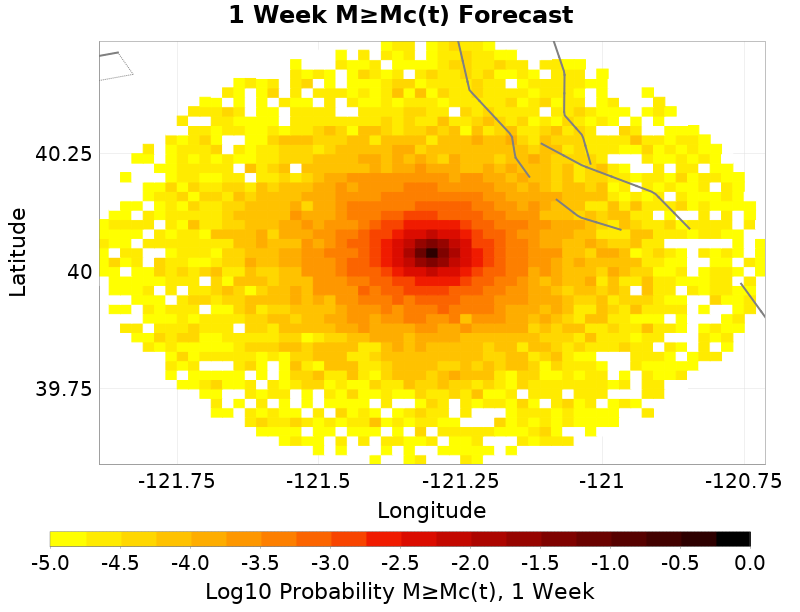 1 Week M≥Mc(t) Forecast
Latitude
40.25
40
39.75
-121.75 -121.5 -121.25 -121 -120.75
Longitude
-5.0 -4.5 -4.0 -3.5 -3.0 -2.5 -2.0 -1.5 -1.0 -0.5 0.0
Log10 Probability M≥Mc(t), 1 Week